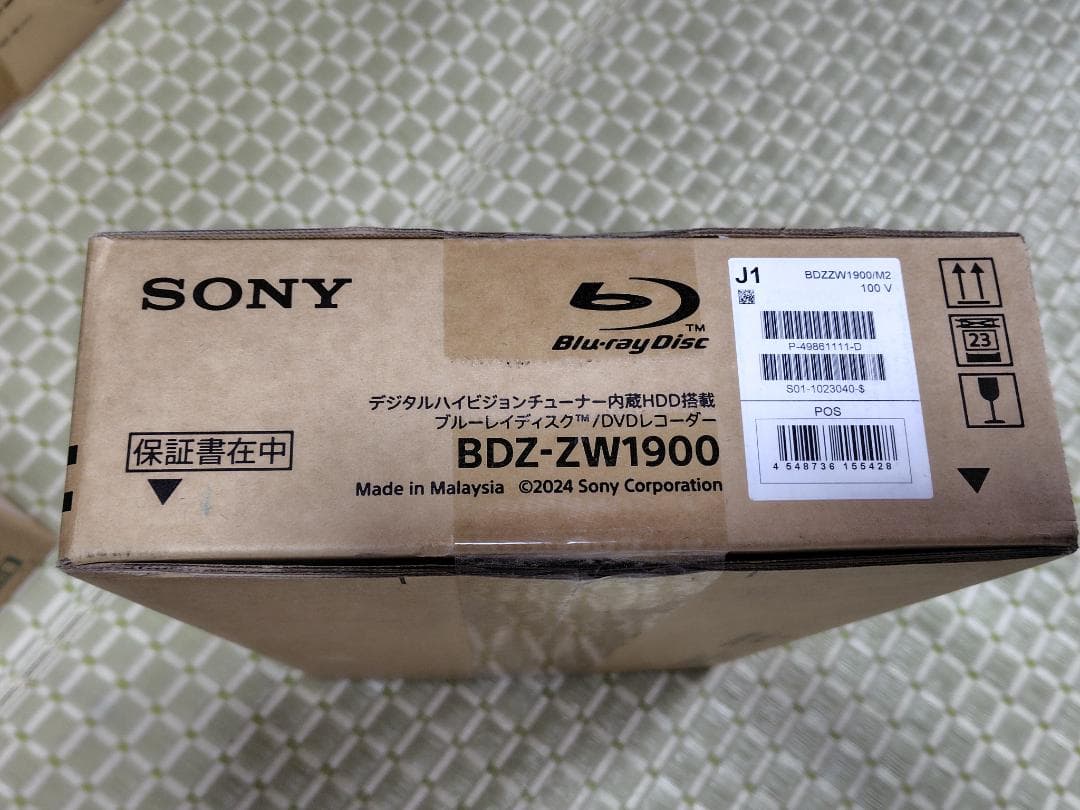 SONY
Blu-ray Disc™
デジタルハイビジョンチューナー内蔵HDD搭載
ブルーレイディスク™/DVDレコーダー
BDZ-ZW1900
Made in Malaysia ©2024 Sony Corporation
保証書在中
J1
BDZZW1900/M2
100 V
P-49861111-D
S01-1023040-$
POS
4 548736 155428
23